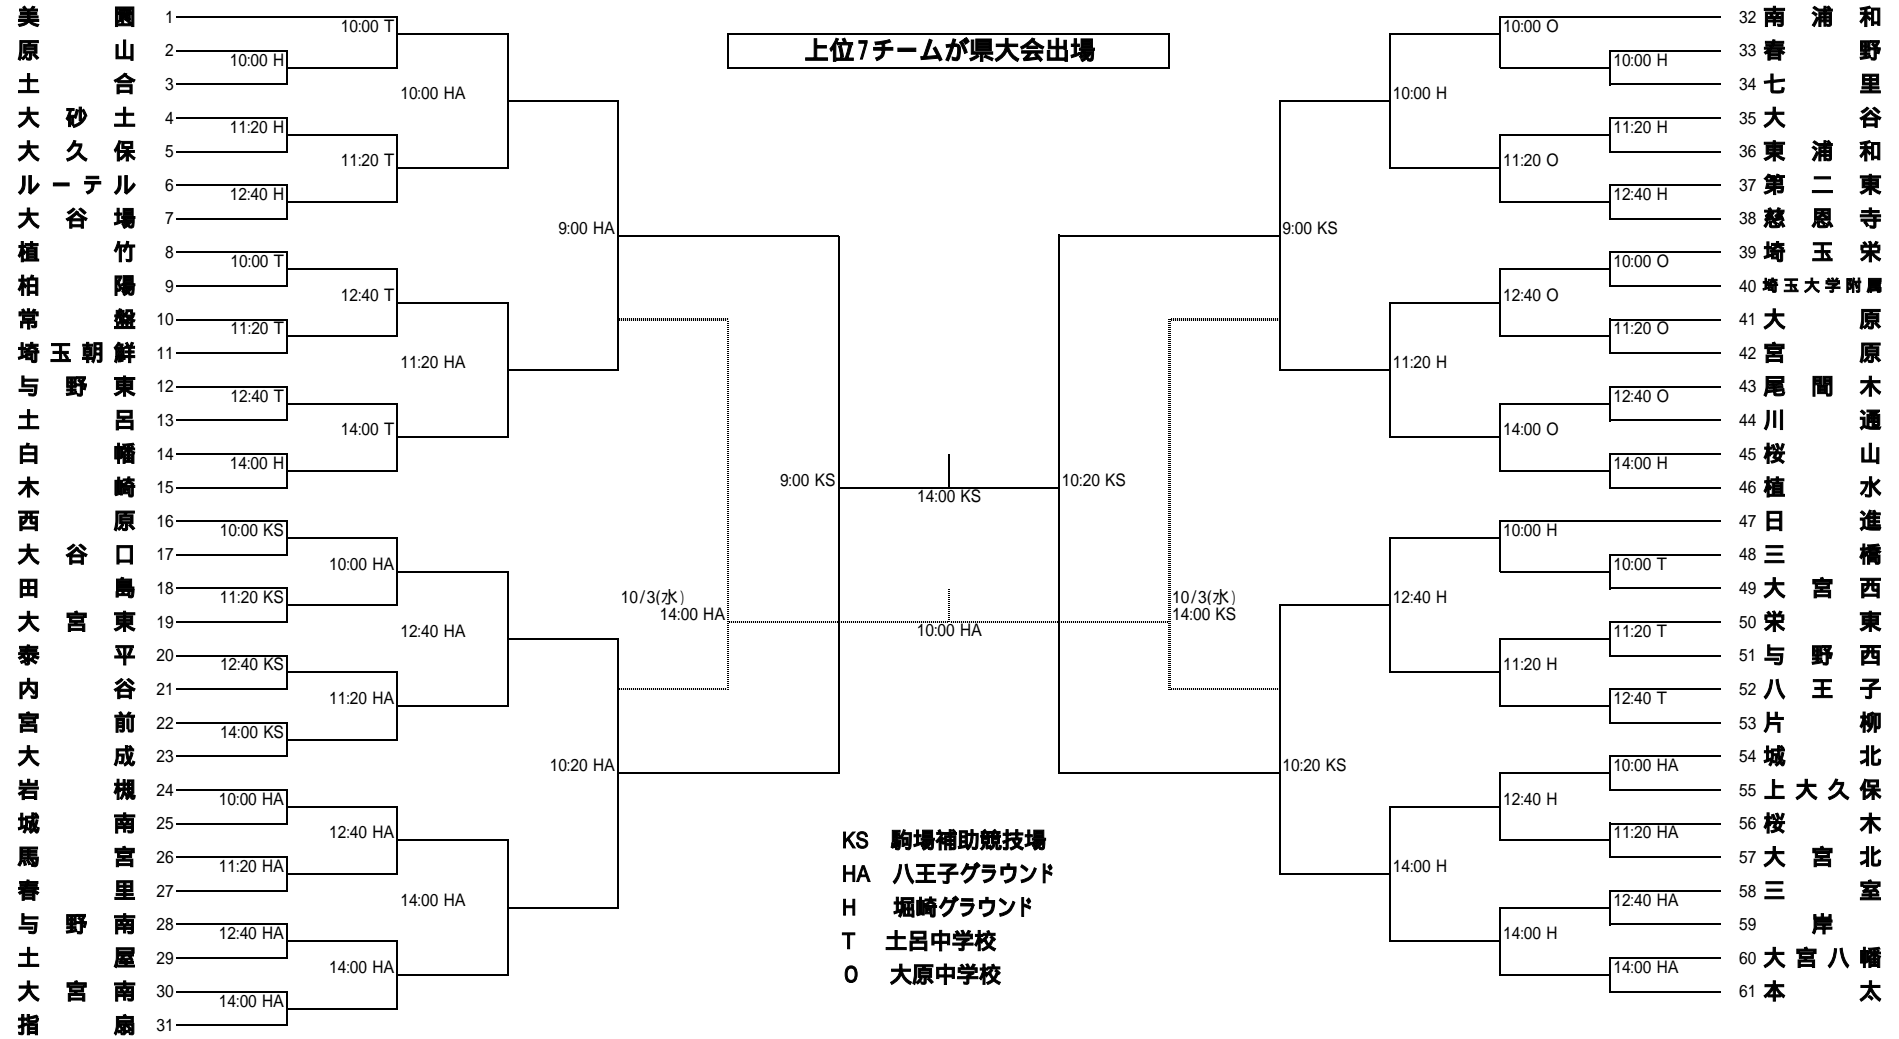 上位7チームが県大会出場
美園 1
原山 2
土合 3
大砂土 4
大久保 5
ルーテル 6
大谷場 7
植竹 8
柏陽 9
常盤 10
埼玉朝鮮 11
与野東 12
土呂 13
白幡 14
木崎 15
西原 16
大谷口 17
田島 18
大宮東 19
泰平 20
内谷 21
宮前 22
大成 23
岩槻 24
城南 25
馬宮 26
春里 27
与野南 28
土屋 29
大宮南 30
指扇 31
10:00 H
11:20 H
12:40 H
10:00 T
11:20 T
12:40 T
14:00 H
10:00 KS
11:20 KS
12:40 KS
14:00 KS
10:00 HA
11:20 HA
12:40 HA
14:00 HA
10:00 T
11:20 T
12:40 T
14:00 T
10:00 HA
11:20 HA
12:40 HA
14:00 HA
10:00 HA
11:20 HA
12:40 HA
14:00 HA
9:00 HA
10:20 HA
10/3(水)
14:00 HA
9:00 KS
14:00 KS
10:00 HA
10:20 KS
10/3(水)
14:00 KS
9:00 KS
10:20 KS
10:00 H
11:20 H
12:40 H
14:00 H
10:00 O
11:20 O
12:40 O
14:00 O
10:00 H
11:20 H
12:40 H
14:00 H
10:00 H
11:20 H
12:40 H
10:00 O
11:20 O
12:40 O
14:00 H
10:00 T
11:20 T
12:40 T
10:00 HA
11:20 HA
12:40 HA
14:00 HA
32 南浦和
33 春野
34 七里
35 大谷
36 東浦和
37 第二東
38 慈恩寺
39 埼玉栄
40 埼玉大学附属
41 大原
42 宮原
43 尾間木
44 川通
45 桜山
46 植水
47 日進
48 三橋
49 大宮西
50 栄東
51 与野西
52 八王子
53 片柳
54 城北
55 上大久保
56 桜木
57 大宮北
58 三室
59 岸
60 大宮八幡
61 本太
KS 駒場補助競技場
HA 八王子グラウンド
H 堀崎グラウンド
T 土呂中学校
O 大原中学校